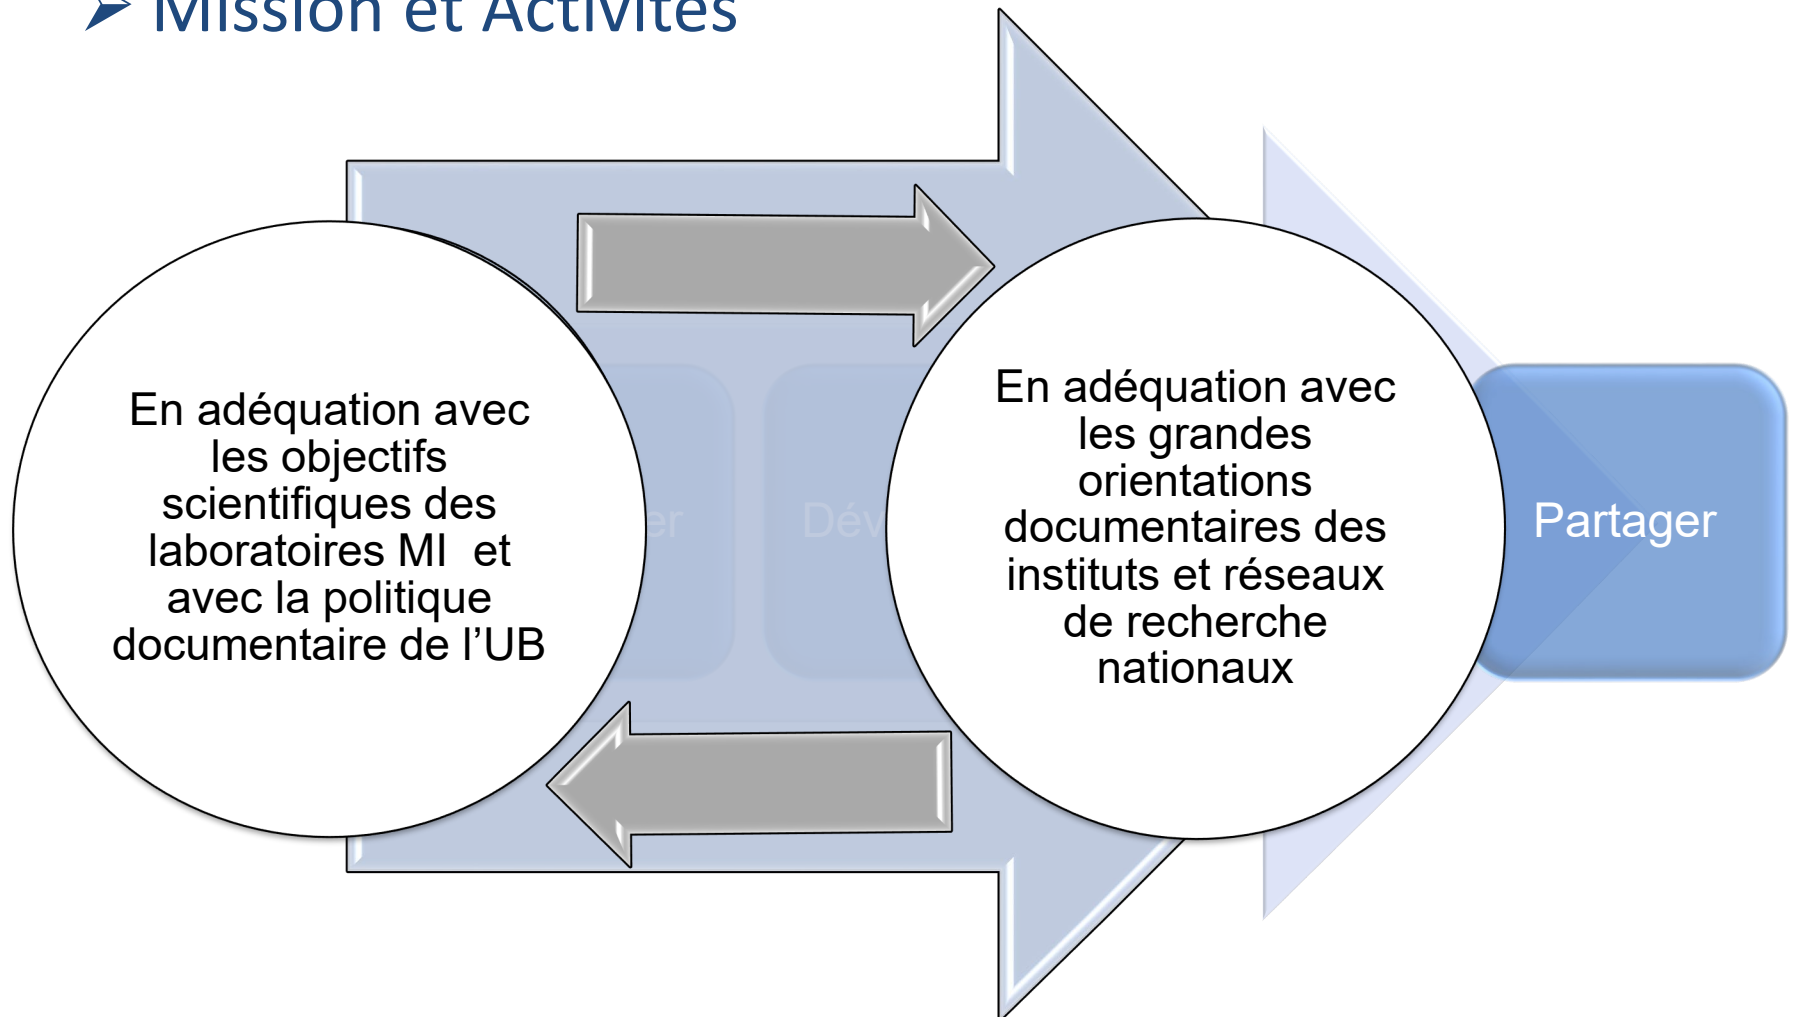 ➢ Mission et Activités
En adéquation avec
les objectifs
scientifiques des
laboratoires MI et
avec la politique
documentaire de l’UB
En adéquation avec
les grandes
orientations
documentaires des
instituts et réseaux
de recherche
nationaux
Partager